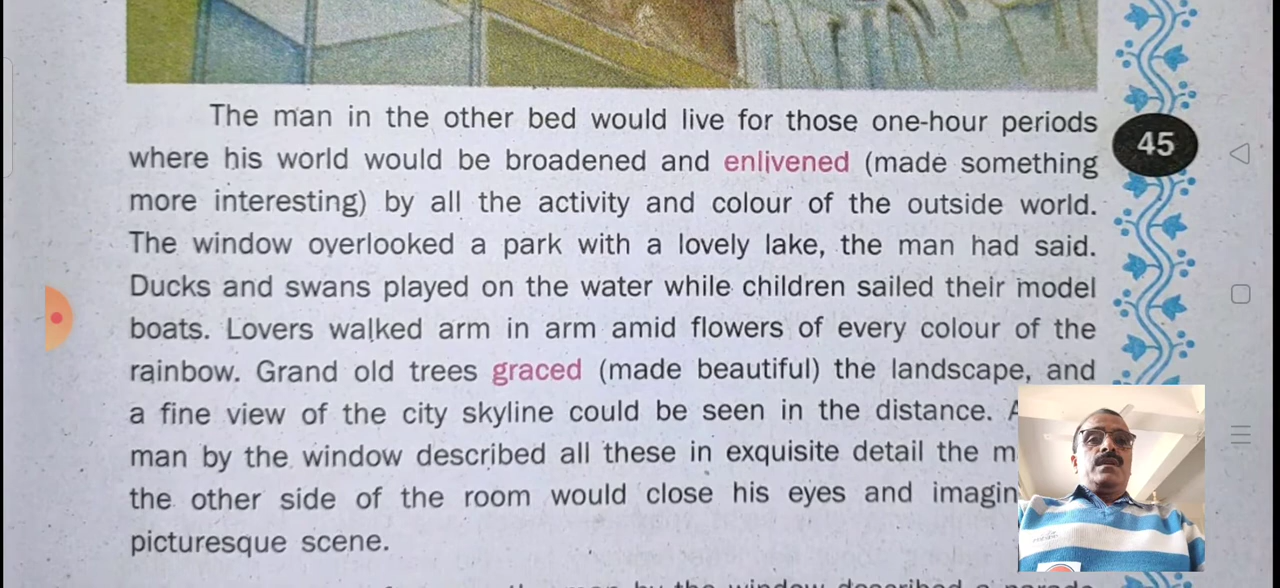 The man in the other bed would live for those one-hour periods
where his world would be broadened and enlivened (made something
more interesting) by all the activity and colour of the outside world.
The window overlooked a park with a lovely lake, the man had said.
Ducks and swans played on the water while children sailed their model
boats. Lovers walked arm in arm amid flowers of every colour of the
rainbow. Grand old trees graced (made beautiful) the landscape, and
a fine view of the city skyline could be seen in the distance.
man by the window described all these in exquisite detail the
the other side of the room would close his eyes and
picturesque scene.
man by the window described a parade
45